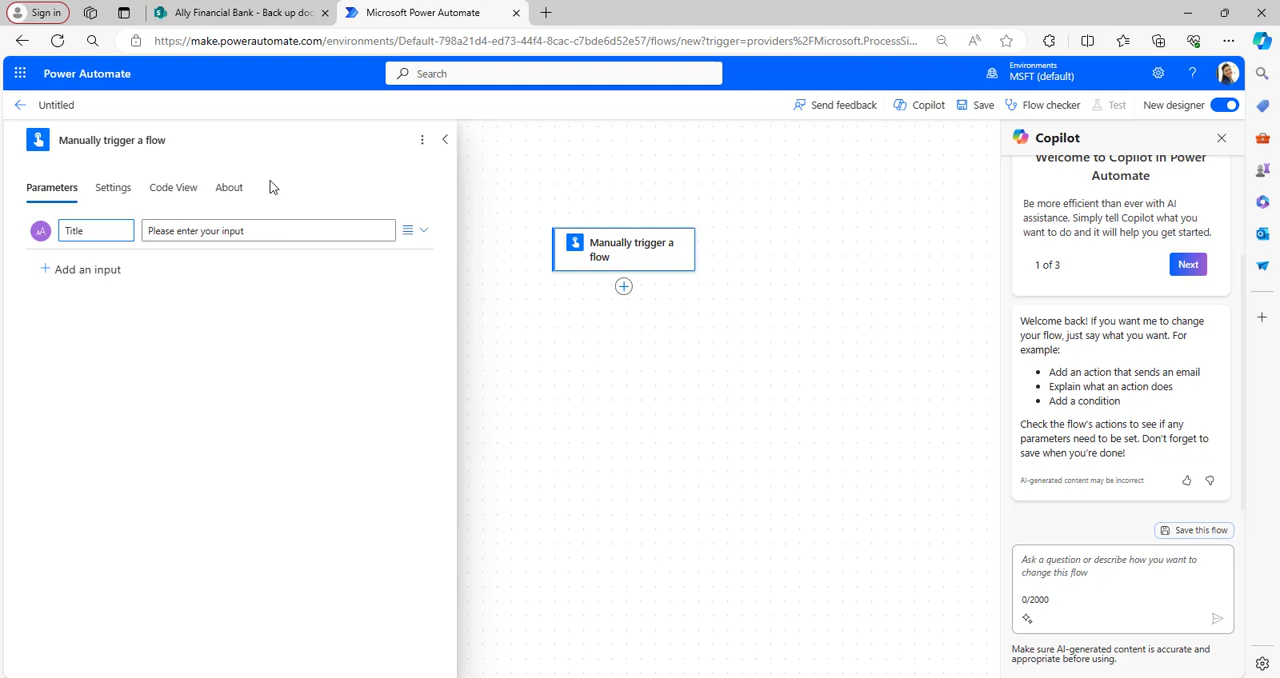 Sign in
Ally Financial Bank - Back up doc
Microsoft Power Automate
https://make.powerautomate.com/environments/Default-798a21d4-ed73-44f4-8cac-c7bde6d52e57/flows/new?trigger=providers%2FMicrosoft.ProcessSi...
Power Automate
Search
Environments
MSFT (default)
Untitled
Send feedback
Copilot
Save
Flow checker
Test
New designer
Manually trigger a flow
Parameters
Settings
Code View
About
Title
Please enter your input
Add an input
Manually trigger a
flow
Copilot
Welcome to Copilot in Power
Automate
Be more efficient than ever with AI
assistance. Simply tell Copilot what you
want to do and it will help you get started.
1 of 3
Next
Welcome back! If you want me to change
your flow, just say what you want. For
example:
• Add an action that sends an email
• Explain what an action does
• Add a condition
Check the flow's actions to see if any
parameters need to be set. Don't forget to
save when you're done!
AI-generated content may be incorrect
Save this flow
Ask a question or describe how you want to
change this flow
0/2000
Make sure AI-generated content is accurate and
appropriate before using.